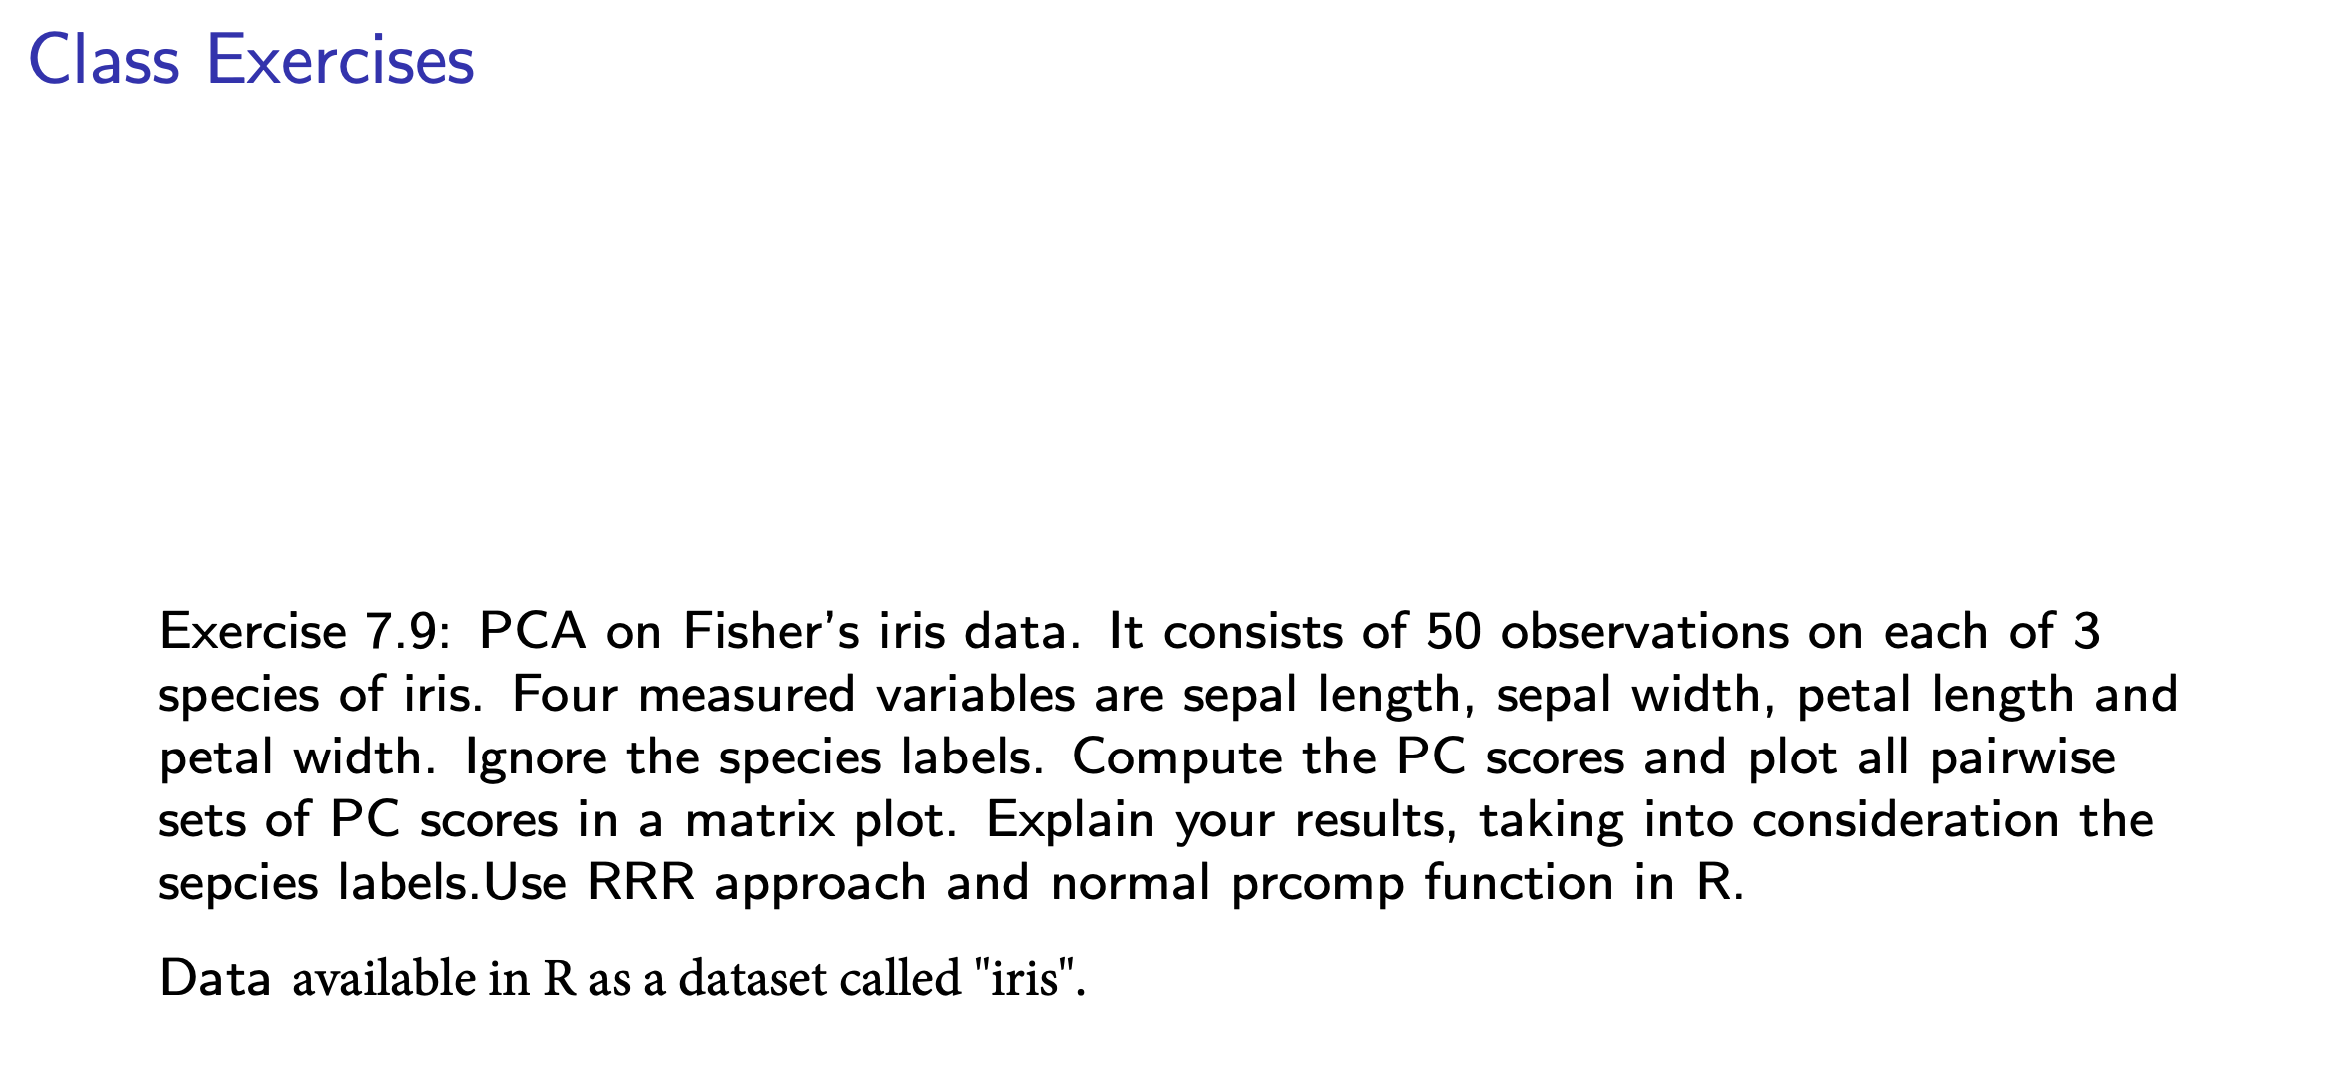 Class Exercises
Exercise 7.9: PCA on Fisher's iris data. It consists of 50 observations on each of 3
species of iris. Four measured variables are sepal length, sepal width, petal length and
petal width. Ignore the species labels. Compute the PC scores and plot all pairwise
sets of PC scores in a matrix plot. Explain your results, taking into consideration the
sepcies labels.Use RRR approach and normal prcomp function in R.
Data available in R as a dataset called "iris".